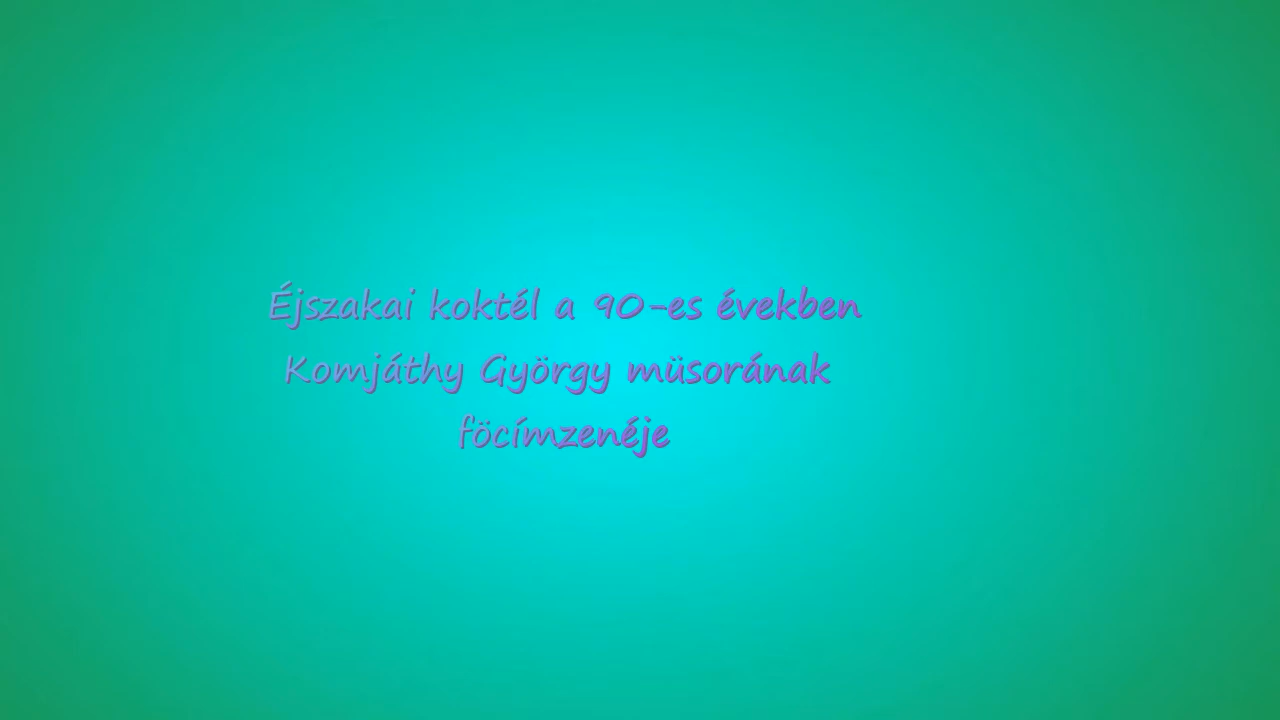 Éjszakai koktél a 90-es években
Komjáthy György müsorának
föcímzenéje